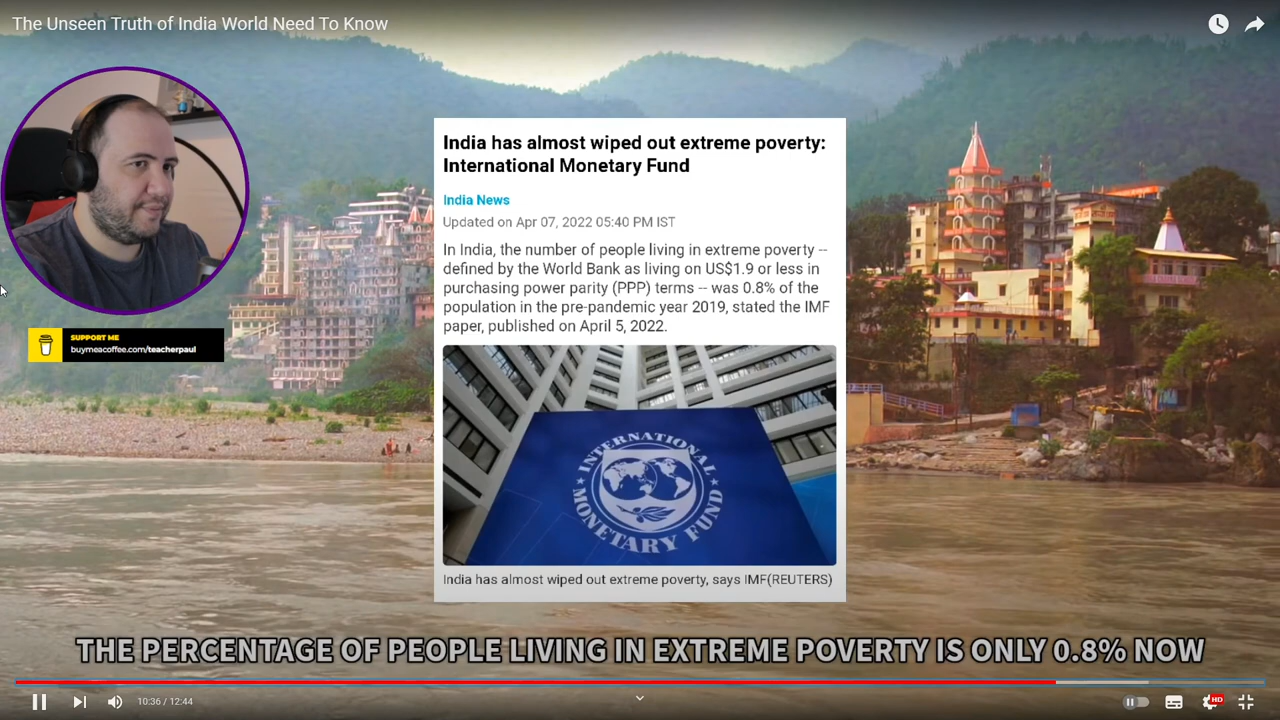 The Unseen Truth of India World Need To Know
SUPPORT ME
buymeacoffee.com/teacherpaul
India has almost wiped out extreme poverty:
International Monetary Fund
India News
Updated on Apr 07, 2022 05:40 PM IST
In India, the number of people living in extreme poverty --
defined by the World Bank as living on US$1.9 or less in
purchasing power parity (PPP) terms -- was 0.8% of the
population in the pre-pandemic year 2019, stated the IMF
paper, published on April 5, 2022.
INTERNATIONAL
MONETARY FUND
India has almost wiped out extreme poverty, says IMF(REUTERS)
THE PERCENTAGE OF PEOPLE LIVING IN EXTREME POVERTY IS ONLY 0.8% NOW
10:36 / 12:44
HD